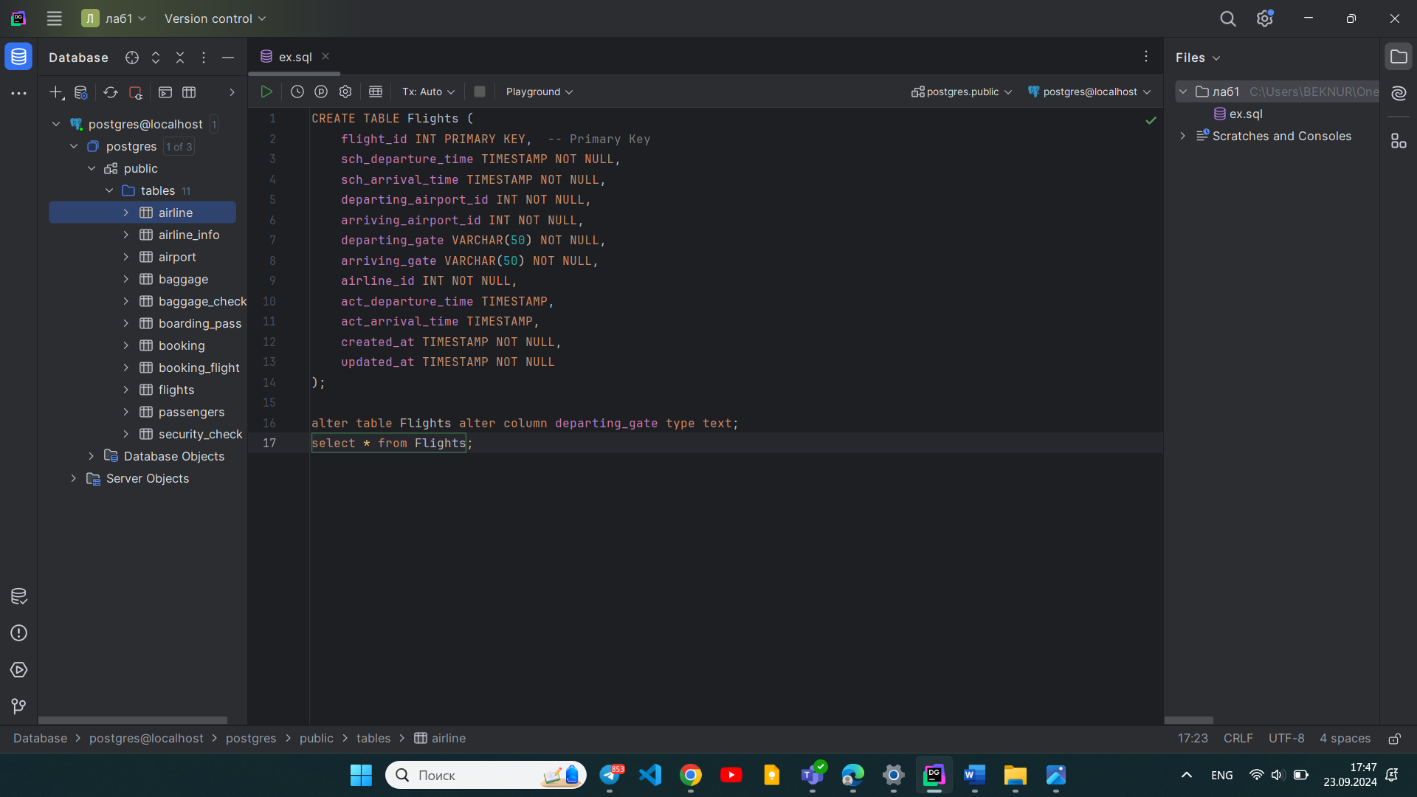 DG
Л лаб1
Version control
Database
ex.sql
Files
Tx: Auto
Playground
postgres.public
postgres@localhost
postgres@localhost 1
postgres 1 of 3
public
tables 11
airline
airline_info
airport
baggage
baggage_check
boarding_pass
booking
booking_flight
flights
passengers
security_check
Database Objects
Server Objects
1 CREATE TABLE Flights (
2 flight_id INT PRIMARY KEY, -- Primary Key
3 sch_departure_time TIMESTAMP NOT NULL,
4 sch_arrival_time TIMESTAMP NOT NULL,
5 departing_airport_id INT NOT NULL,
6 arriving_airport_id INT NOT NULL,
7 departing_gate VARCHAR(50) NOT NULL,
8 arriving_gate VARCHAR(50) NOT NULL,
9 airline_id INT NOT NULL,
10 act_departure_time TIMESTAMP,
11 act_arrival_time TIMESTAMP,
12 created_at TIMESTAMP NOT NULL,
13 updated_at TIMESTAMP NOT NULL
14 );
15
16 alter table Flights alter column departing_gate type text;
17 select * from Flights;
лаб1 C:\Users\BEKNUR\One
ex.sql
Scratches and Consoles
Database > postgres@localhost > postgres > public > tables > airline
17:23 CRLF UTF-8 4 spaces
Поиск
853
DG
ENG
17:47
23.09.2024